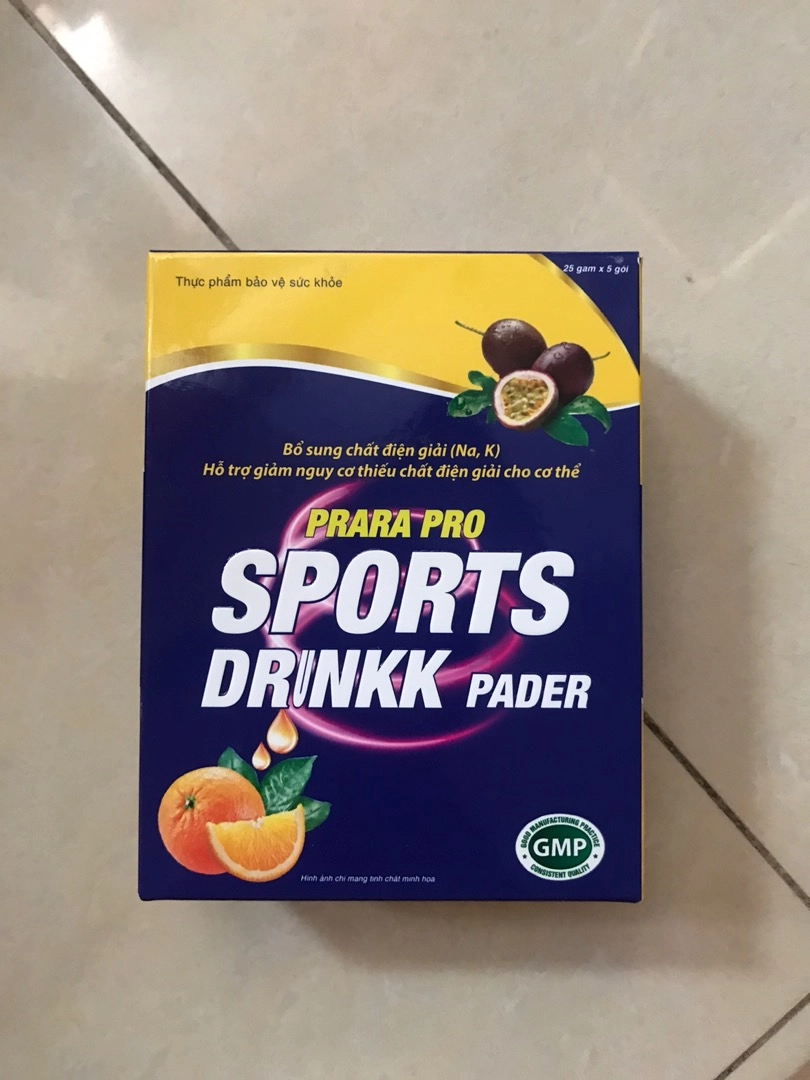 25 gam x 5 gói
Thực phẩm bảo vệ sức khỏe
Bổ sung chất điện giải (Na, K)
Hỗ trợ giảm nguy cơ thiếu chất điện giải cho cơ thể
PRARA PRO
SPORTS
DRINKK PADER
GOOD MANUFACTURING PRACTICE
GMP
CONSISTENT QUALITY
Hình ảnh chỉ mang tính chất minh họa